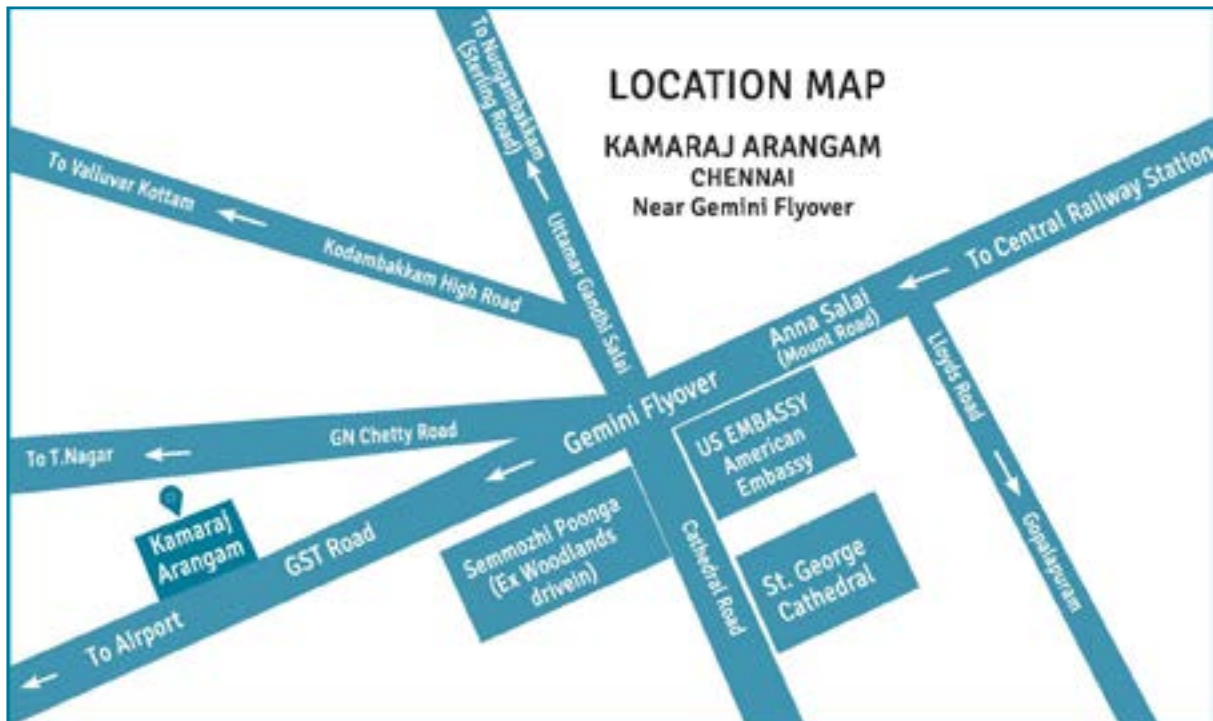 LOCATION MAP
KAMARAJ ARANGAM
CHENNAI
Near Gemini Flyover
To Nungambakkam
(Sterling Road)
Uttamar Gandhi Salai
To Valluvar Kottam
Kodambakkam High Road
To Central Railway Station
Anna Salai
(Mount Road)
Lloyds Road
Gopalapuram
Gemini Flyover
GN Chetty Road
To T.Nagar
US EMBASSY
American
Embassy
Kamaraj
Arangam
GST Road
To Airport
Semmozhi Poonga
(Ex Woodlands
drivein)
Cathedral Road
St. George
Cathedral